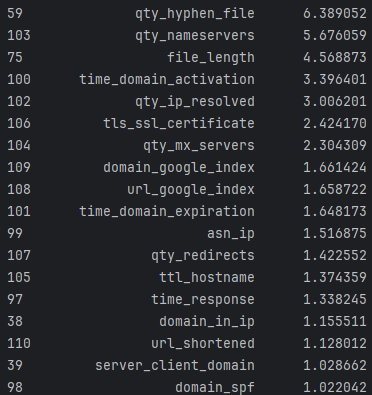 59 qty_hyphen_file 6.389052
103 qty_nameservers 5.676059
75 file_length 4.568873
100 time_domain_activation 3.396401
102 qty_ip_resolved 3.006201
106 tls_ssl_certificate 2.424170
104 qty_mx_servers 2.304309
109 domain_google_index 1.661424
108 url_google_index 1.658722
101 time_domain_expiration 1.648173
99 asn_ip 1.516875
107 qty_redirects 1.422552
105 ttl_hostname 1.374359
97 time_response 1.338245
38 domain_in_ip 1.155511
110 url_shortened 1.128012
39 server_client_domain 1.028662
98 domain_spf 1.022042